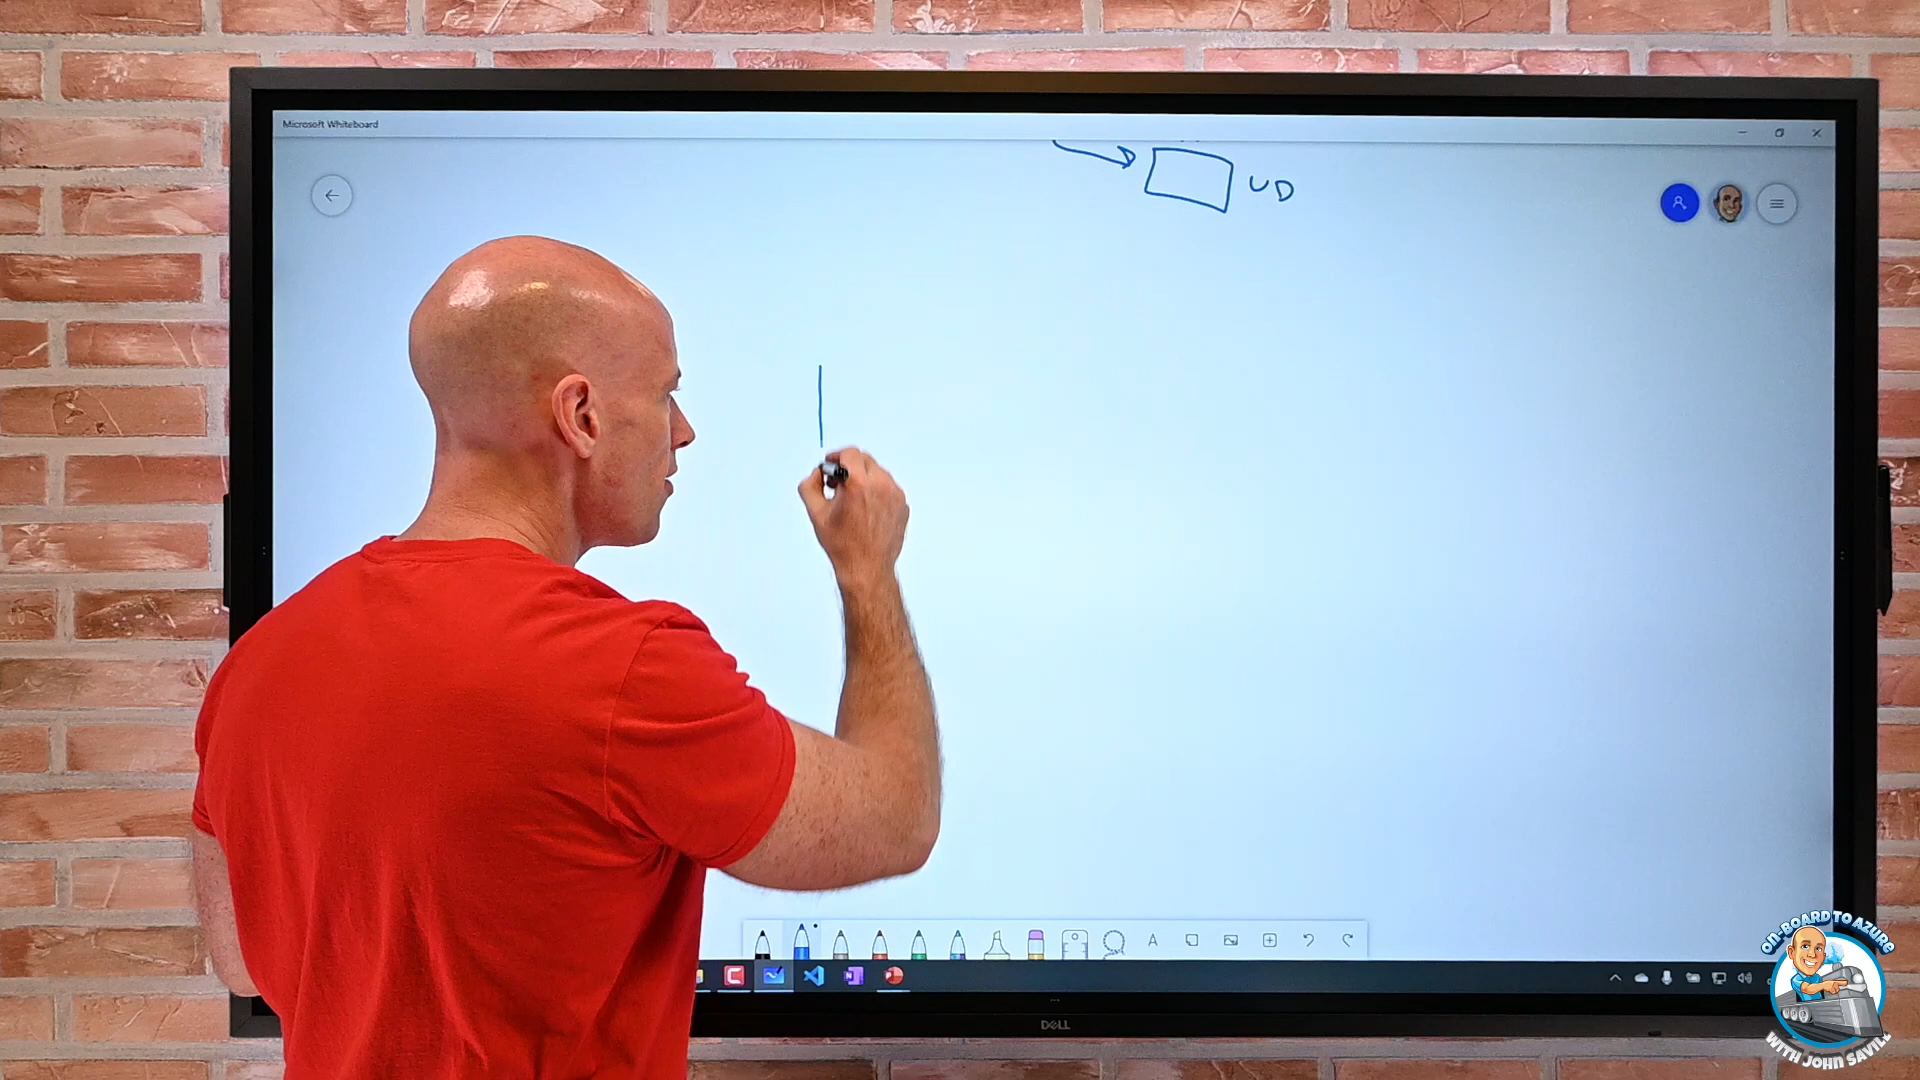 Microsoft Whiteboard
UD
A
N
DELL
ON-BOARD TO AZURE
WITH JOHN SAVILL